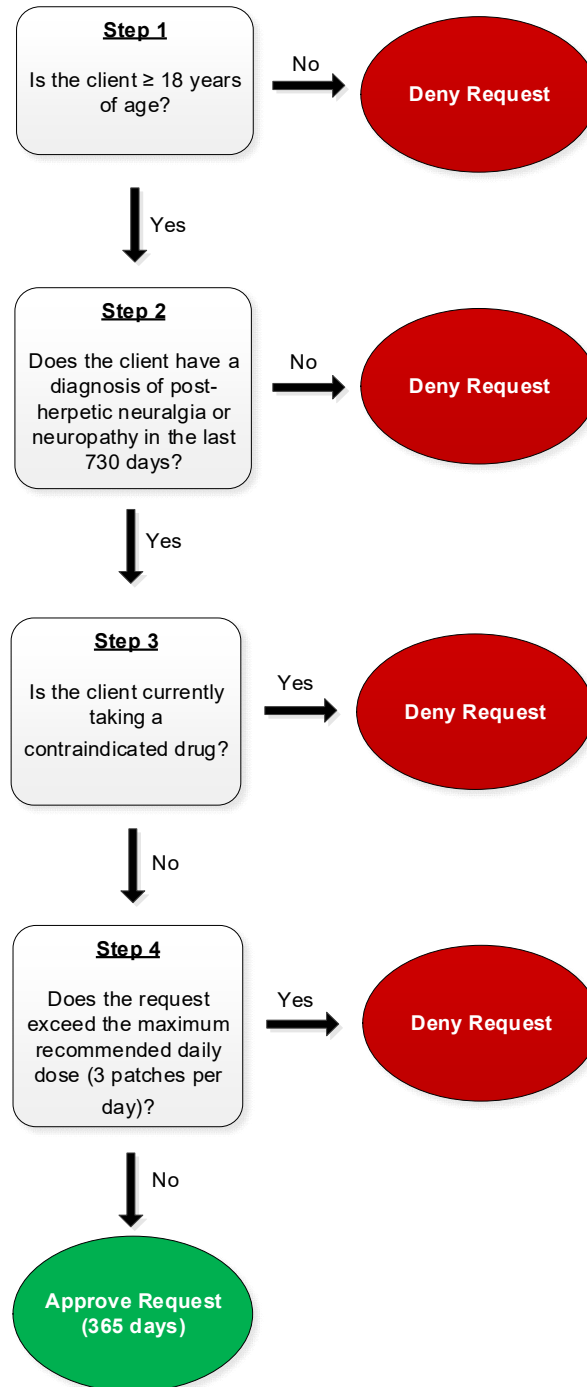 Step 1
Is the client ≥ 18 years
of age?
No
Deny Request
Yes
Step 2
Does the client have a
diagnosis of post-
herpetic neuralgia or
neuropathy in the last
730 days?
No
Deny Request
Yes
Step 3
Is the client currently
taking a
contraindicated drug?
Yes
Deny Request
No
Step 4
Does the request
exceed the maximum
recommended daily
dose (3 patches per
day)?
Yes
Deny Request
No
Approve Request
(365 days)